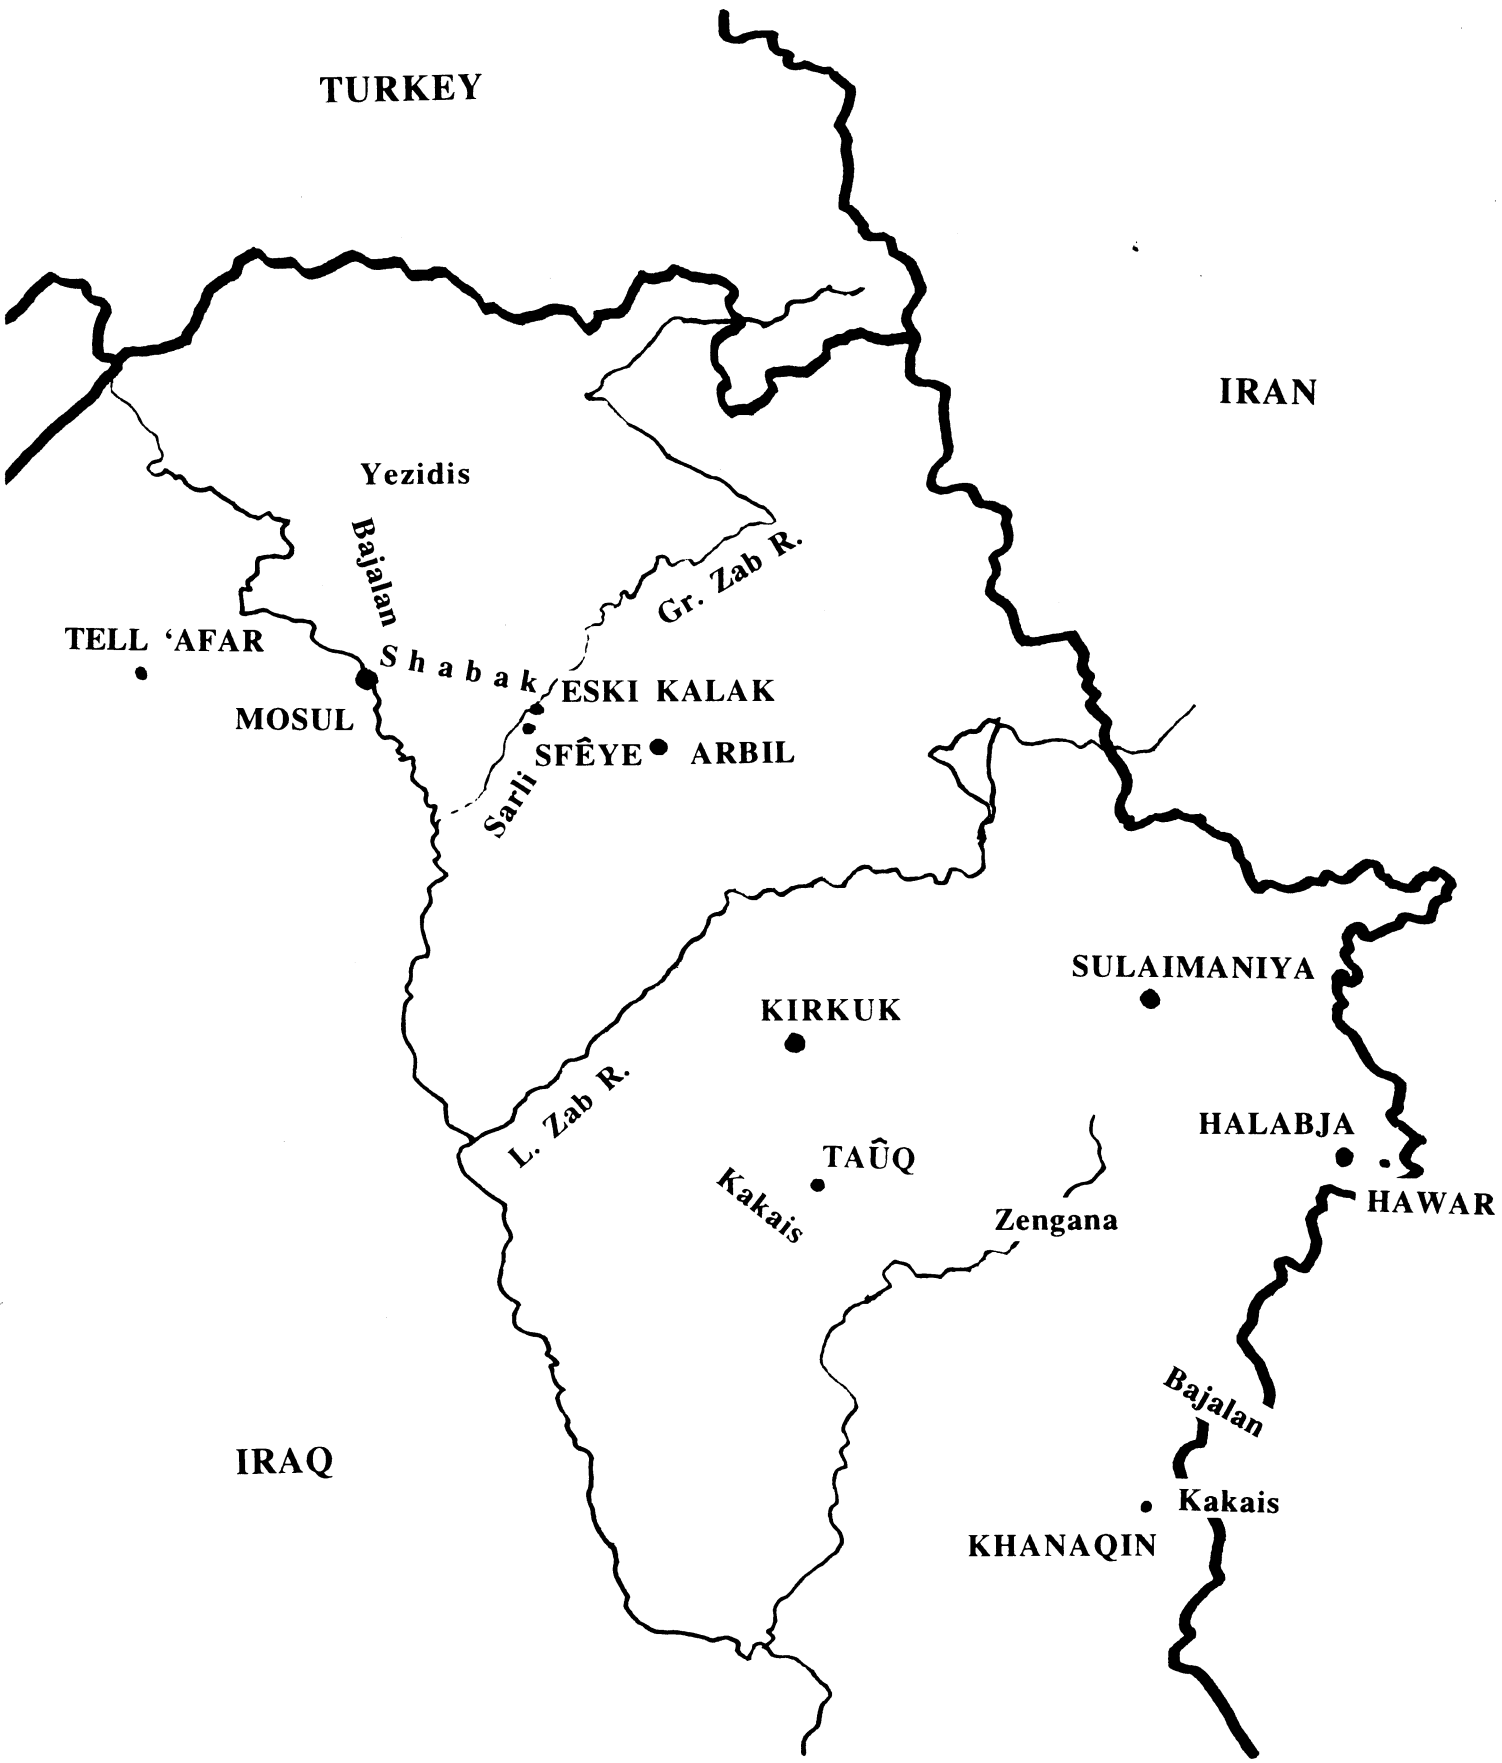 TURKEY
IRAN
Yezidis
Bajalan
Gr. Zab R.
TELL ‘AFAR
Shabak
ESKI KALAK
MOSUL
SFÊYE
ARBIL
Sarli
SULAIMANIYA
KIRKUK
L. Zab R.
HALABJA
TAÛQ
Kakais
HAWAR
Zengana
Bajalan
IRAQ
Kakais
KHANAQIN